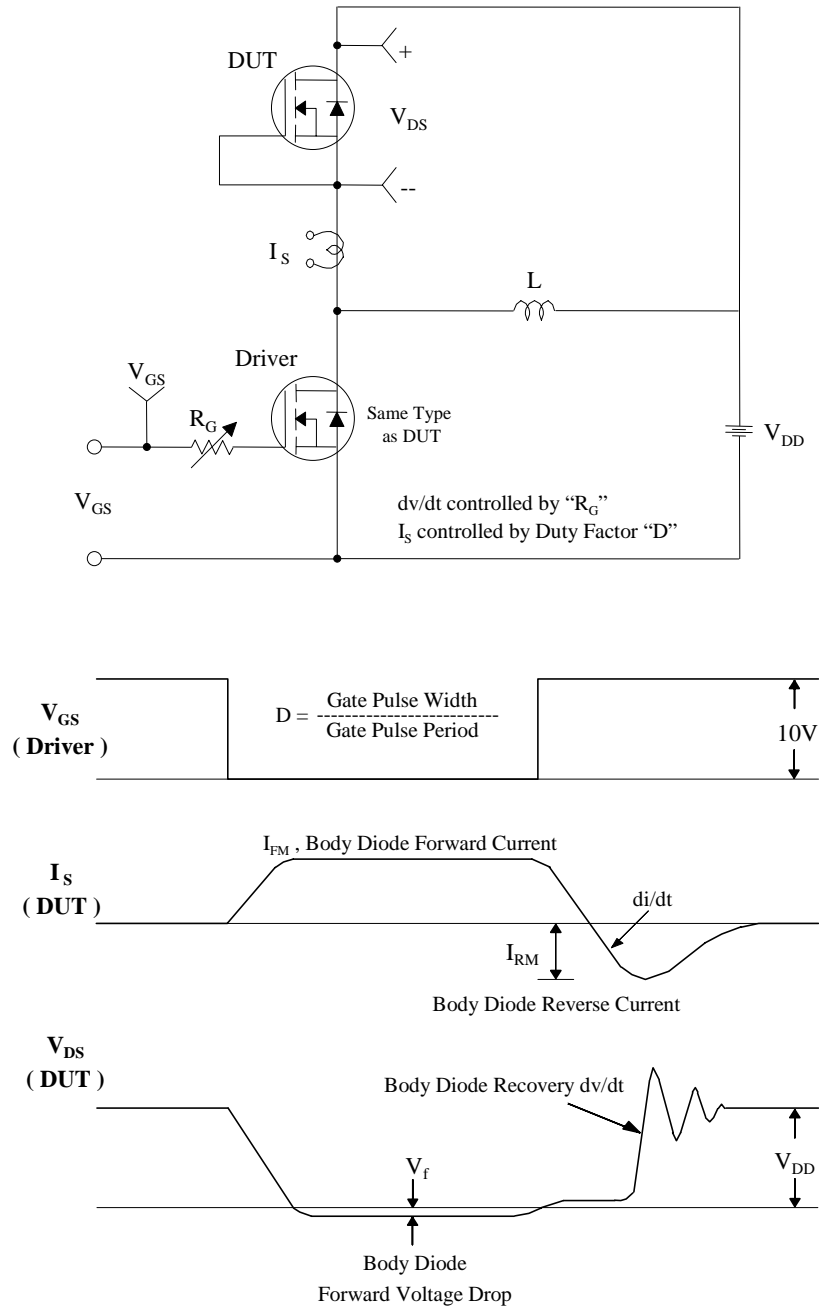 DUT
+
V_DS
--
I_S
L
Driver
V_GS
R_G
Same Type
as DUT
V_DD
V_GS
dv/dt controlled by “R_G”
I_S controlled by Duty Factor “D”
V_GS
( Driver )
D = Gate Pulse Width
--------------------------
Gate Pulse Period
10V
I_FM , Body Diode Forward Current
I_S
( DUT )
di/dt
I_RM
Body Diode Reverse Current
V_DS
( DUT )
Body Diode Recovery dv/dt
V_f
V_DD
Body Diode
Forward Voltage Drop